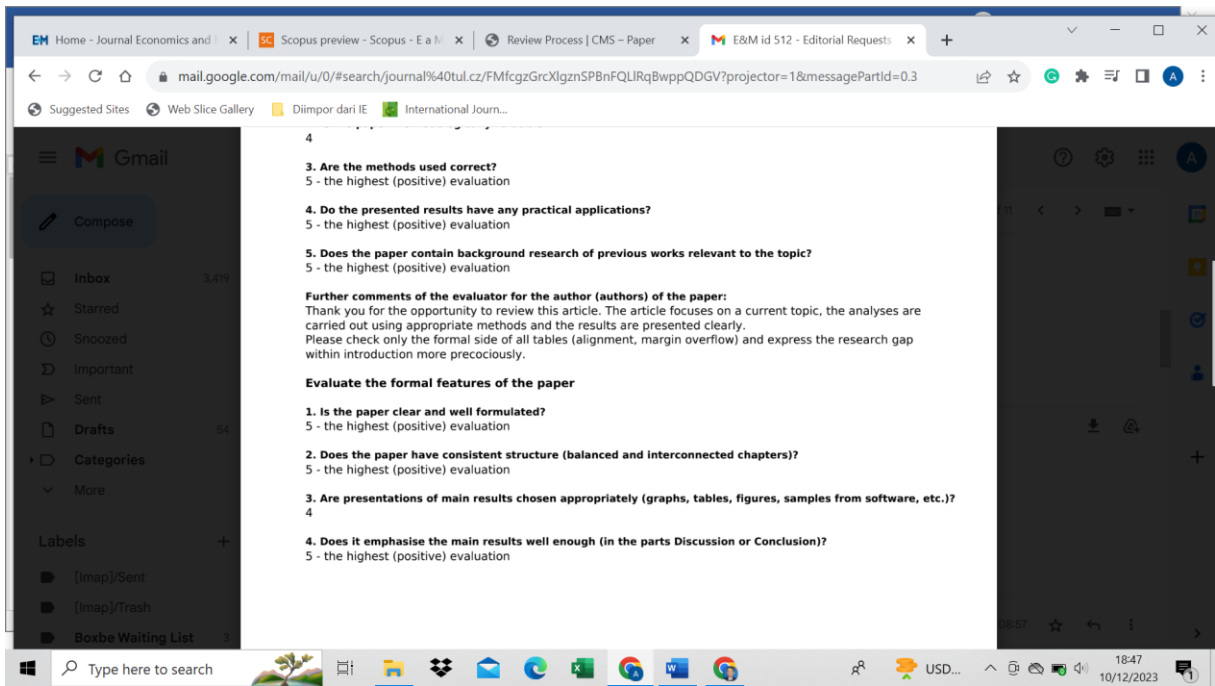 Home - Journal Economics and
Scopus preview - Scopus - E a M
Review Process | CMS – Paper
E&M id 512 - Editorial Requests
mail.google.com/mail/u/0/#search/journal%40tul.cz/FMfcgzGrcXlgznSPBnFQLlRqBwppQDGV?projector=1&messagePartId=0.3
Suggested Sites
Web Slice Gallery
Diimpor dari IE
International Journ...
4
3. Are the methods used correct?
5 - the highest (positive) evaluation
4. Do the presented results have any practical applications?
5 - the highest (positive) evaluation
5. Does the paper contain background research of previous works relevant to the topic?
5 - the highest (positive) evaluation
Further comments of the evaluator for the author (authors) of the paper:
Thank you for the opportunity to review this article. The article focuses on a current topic, the analyses are
carried out using appropriate methods and the results are presented clearly.
Please check only the formal side of all tables (alignment, margin overflow) and express the research gap
within introduction more precociously.
Evaluate the formal features of the paper
1. Is the paper clear and well formulated?
5 - the highest (positive) evaluation
2. Does the paper have consistent structure (balanced and interconnected chapters)?
5 - the highest (positive) evaluation
3. Are presentations of main results chosen appropriately (graphs, tables, figures, samples from software, etc.)?
4
4. Does it emphasise the main results well enough (in the parts Discussion or Conclusion)?
5 - the highest (positive) evaluation
Gmail
Compose
Inbox 3,419
Starred
Snoozed
Important
Sent
Drafts 54
Categories
More
Labels
[Imap]/Sent
[Imap]/Trash
Boxbe Waiting List 3
08:57
Type here to search
USD...
18:47
10/12/2023